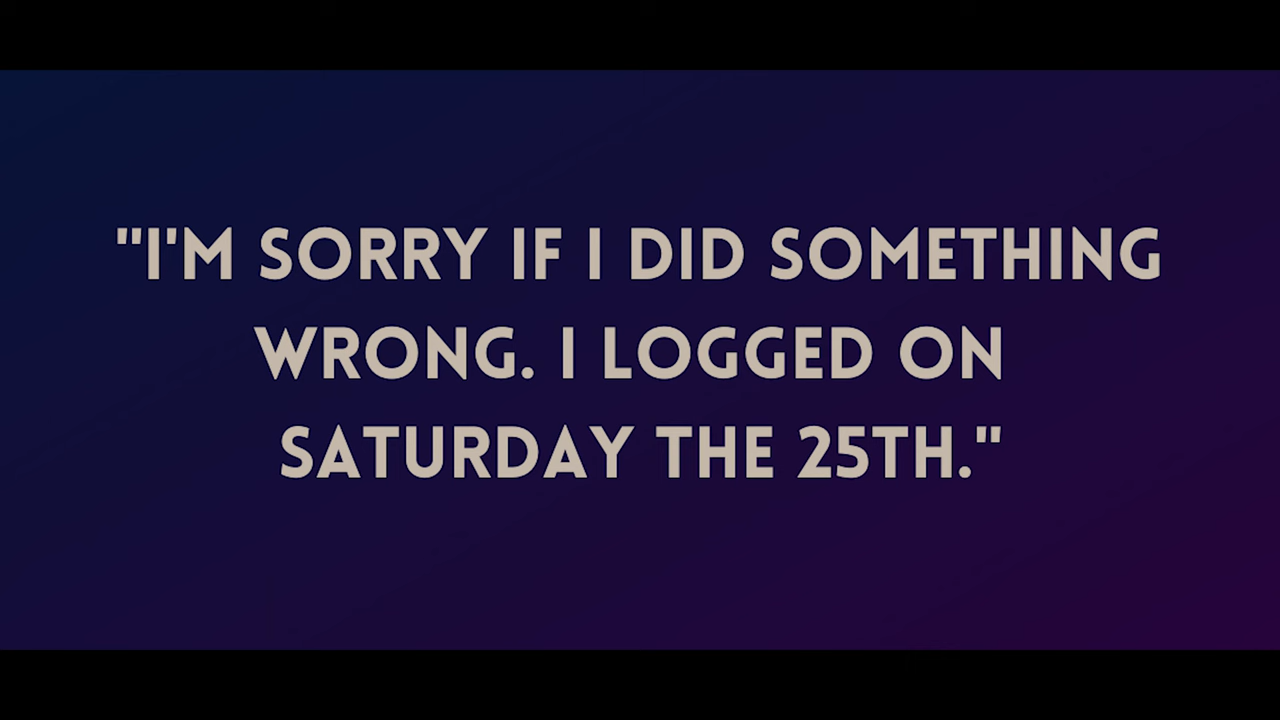 "I'M SORRY IF I DID SOMETHING
WRONG. I LOGGED ON
SATURDAY THE 25TH."